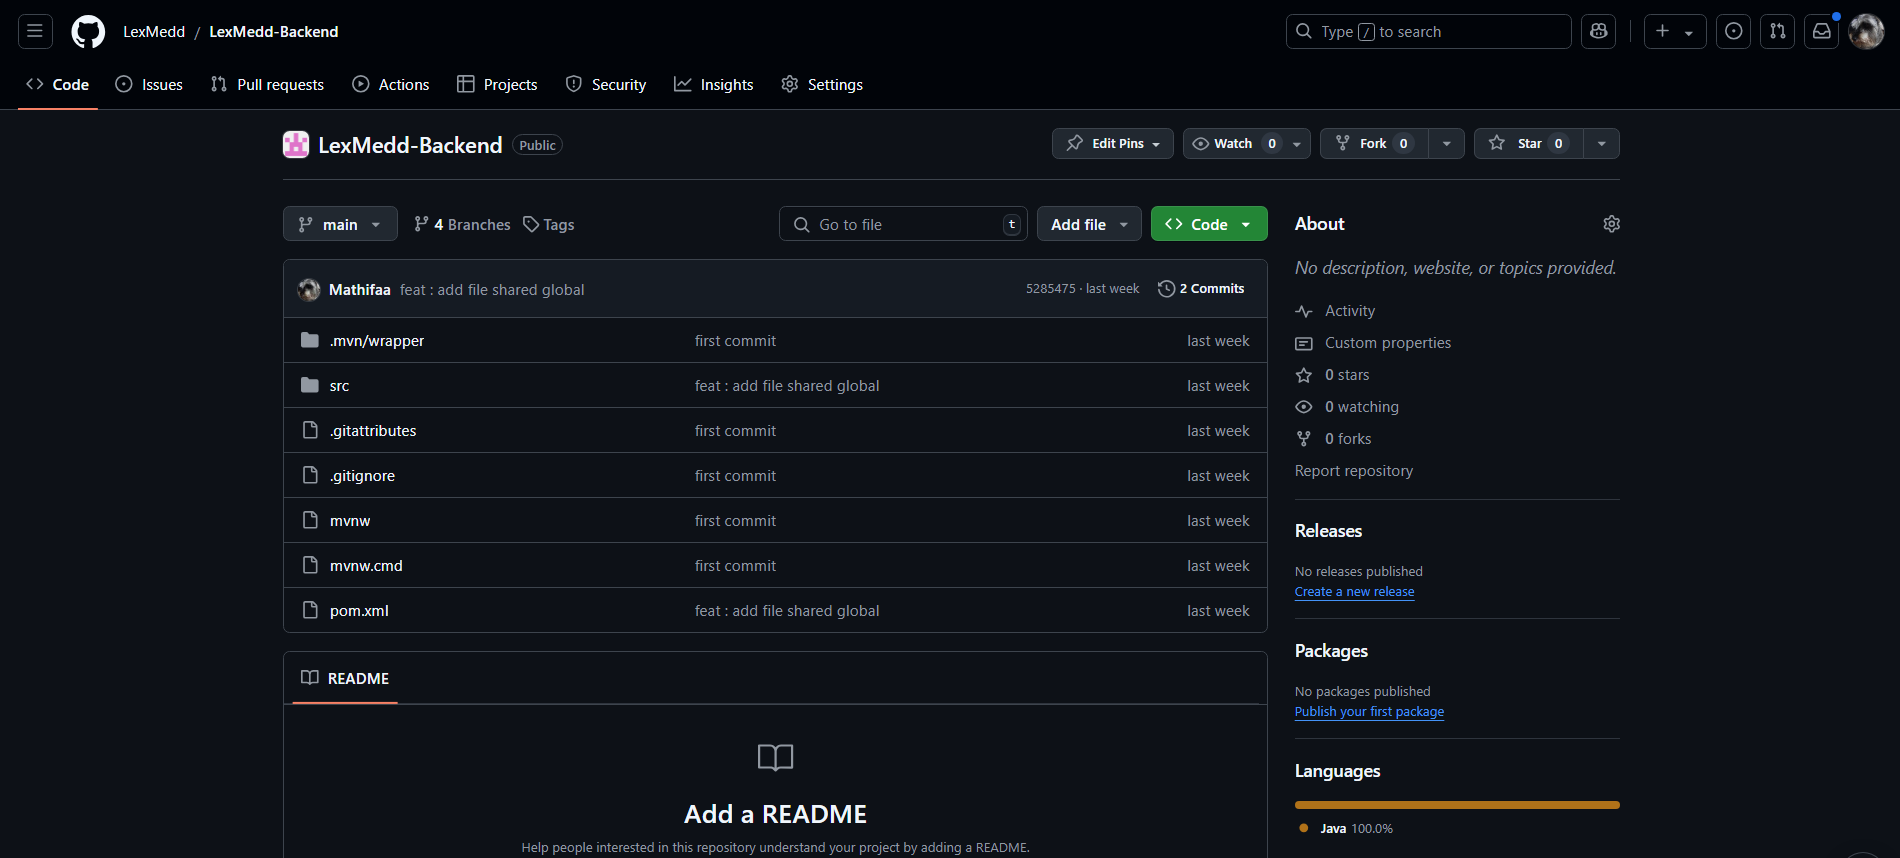 LexMedd / LexMedd-Backend
Type / to search
Code Issues Pull requests Actions Projects Security Insights Settings
LexMedd-Backend Public
Edit Pins Watch 0 Fork 0 Star 0
main 4 Branches Tags Go to file t Add file Code
Mathifaa feat : add file shared global 5285475 · last week 2 Commits
.mvn/wrapper first commit last week
src feat : add file shared global last week
.gitattributes first commit last week
.gitignore first commit last week
mvnw first commit last week
mvnw.cmd first commit last week
pom.xml feat : add file shared global last week
README
Add a README
Help people interested in this repository understand your project by adding a README.
About
No description, website, or topics provided.
Activity
Custom properties
0 stars
0 watching
0 forks
Report repository
Releases
No releases published
Create a new release
Packages
No packages published
Publish your first package
Languages
Java 100.0%